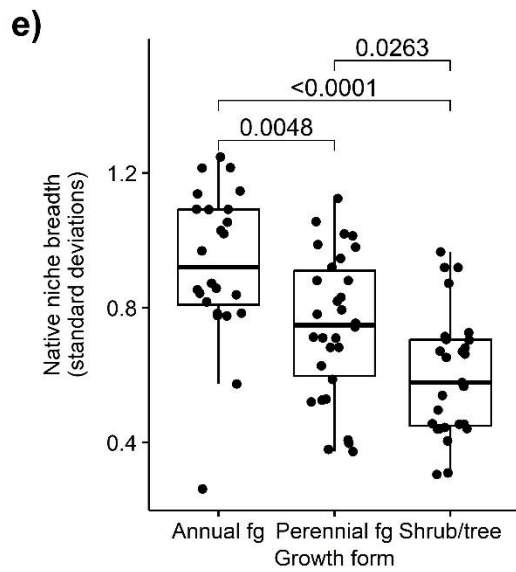 e)
0.0263
<0.0001
0.0048
Native niche breadth
(standard deviations)
1.2
0.8
0.4
Annual fg Perennial fg Shrub/tree
Growth form